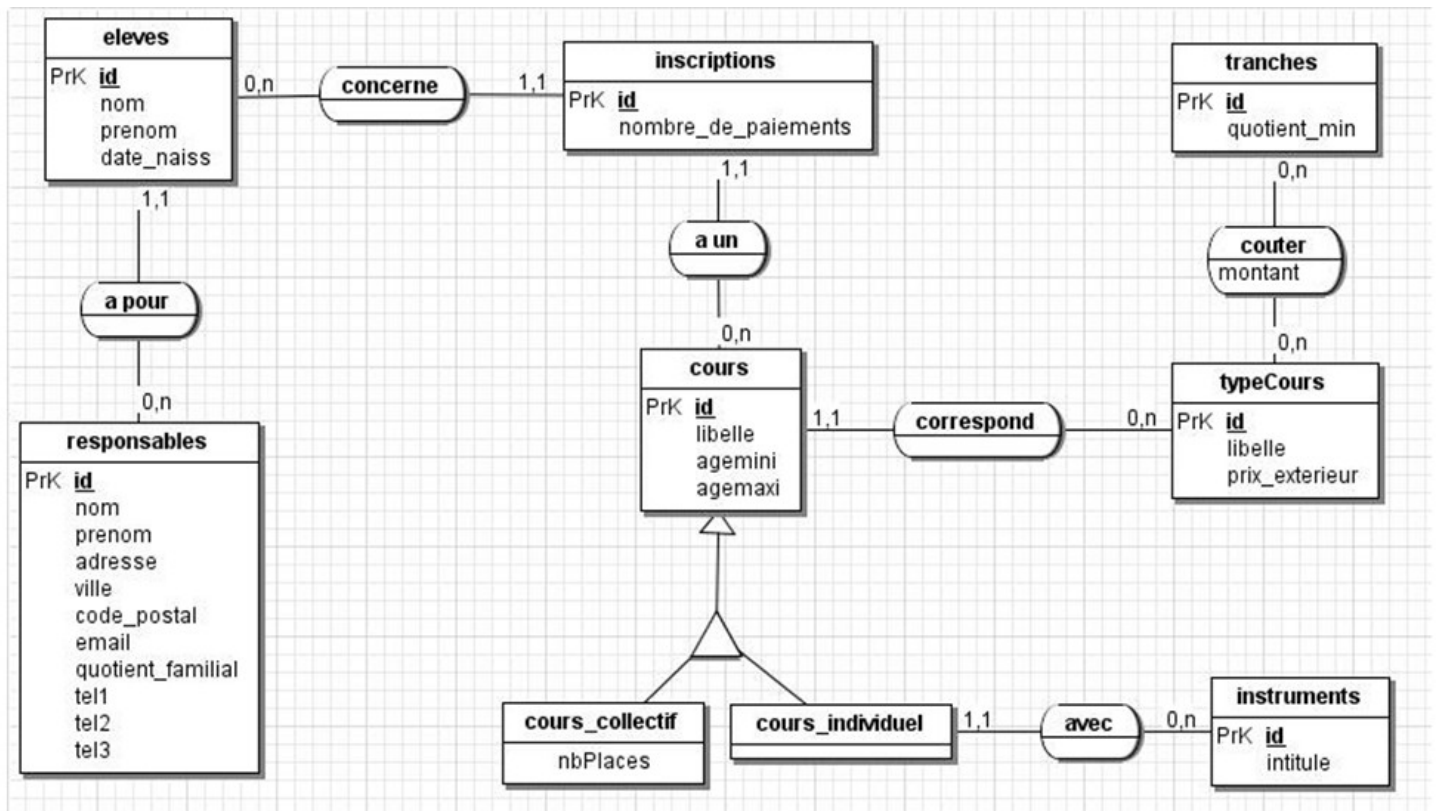 eleves
PrK id
nom
prenom
date_naiss
0,n
concerne
1,1
inscriptions
PrK id
nombre_de_paiements
tranches
PrK id
quotient_min
1,1
a pour
0,n
1,1
a un
0,n
0,n
couter
montant
0,n
responsables
PrK id
nom
prenom
adresse
ville
code_postal
email
quotient_familial
tel1
tel2
tel3
cours
PrK id
libelle
agemini
agemaxi
1,1
correspond
0,n
typeCours
PrK id
libelle
prix_exterieur
cours_collectif
nbPlaces
cours_individuel
1,1
avec
0,n
instruments
PrK id
intitule